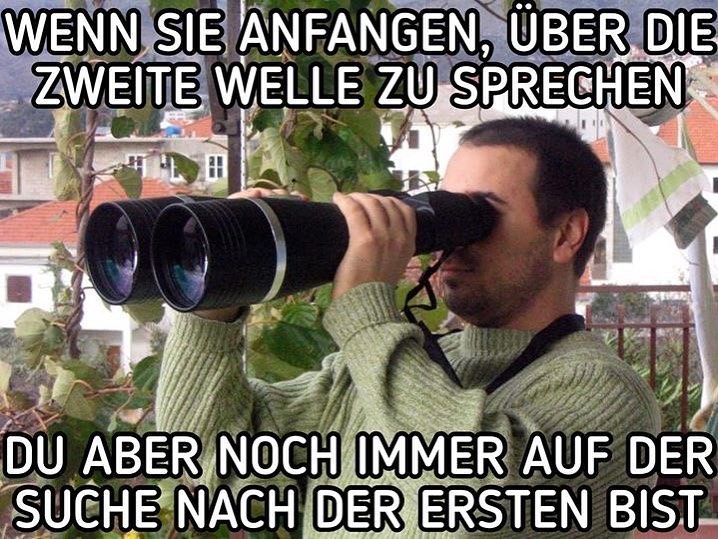 WENN SIE ANFANGEN, ÜBER DIE
ZWEITE WELLE ZU SPRECHEN
DU ABER NOCH IMMER AUF DER
SUCHE NACH DER ERSTEN BIST